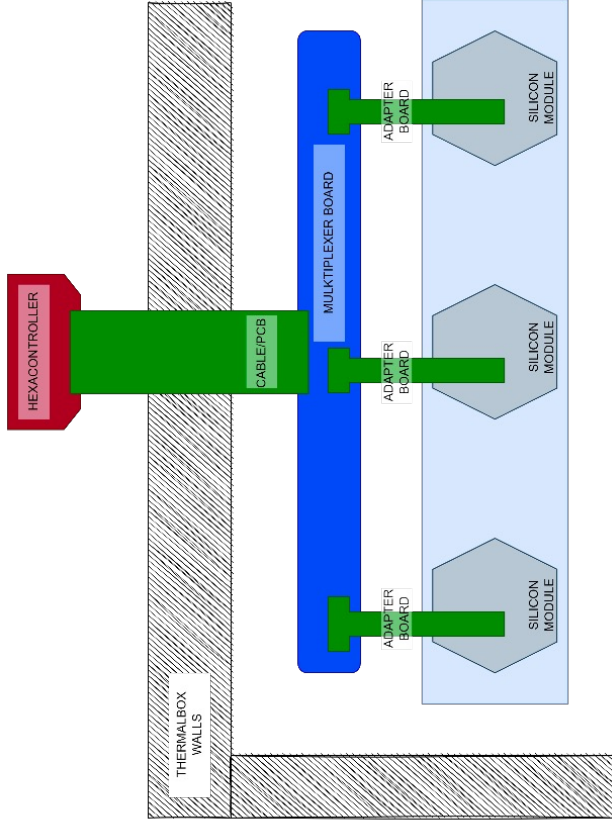 HEXACONTROLLER
THERMALBOX
WALLS
CABLE/PCB
MULKTIPLEXER BOARD
ADAPTER
BOARD
SILICON
MODULE
ADAPTER
BOARD
SILICON
MODULE
ADAPTER
BOARD
SILICON
MODULE